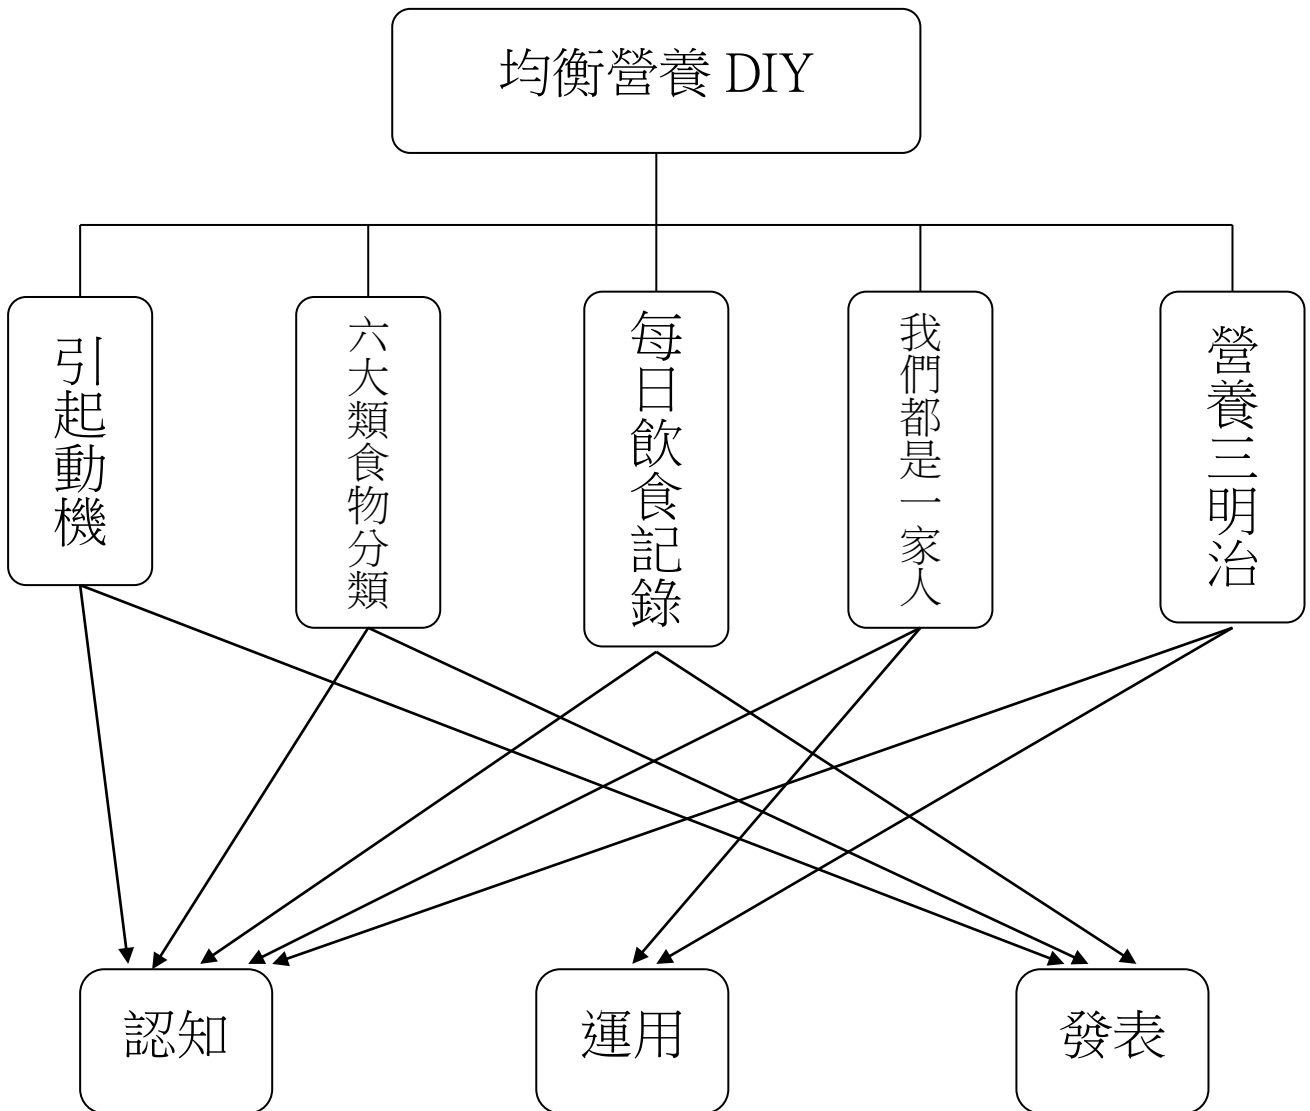 均衡營養 DIY
引起動機
六大類食物分類
每日飲食記錄
我們都是一家人
營養三明治
認知
運用
發表